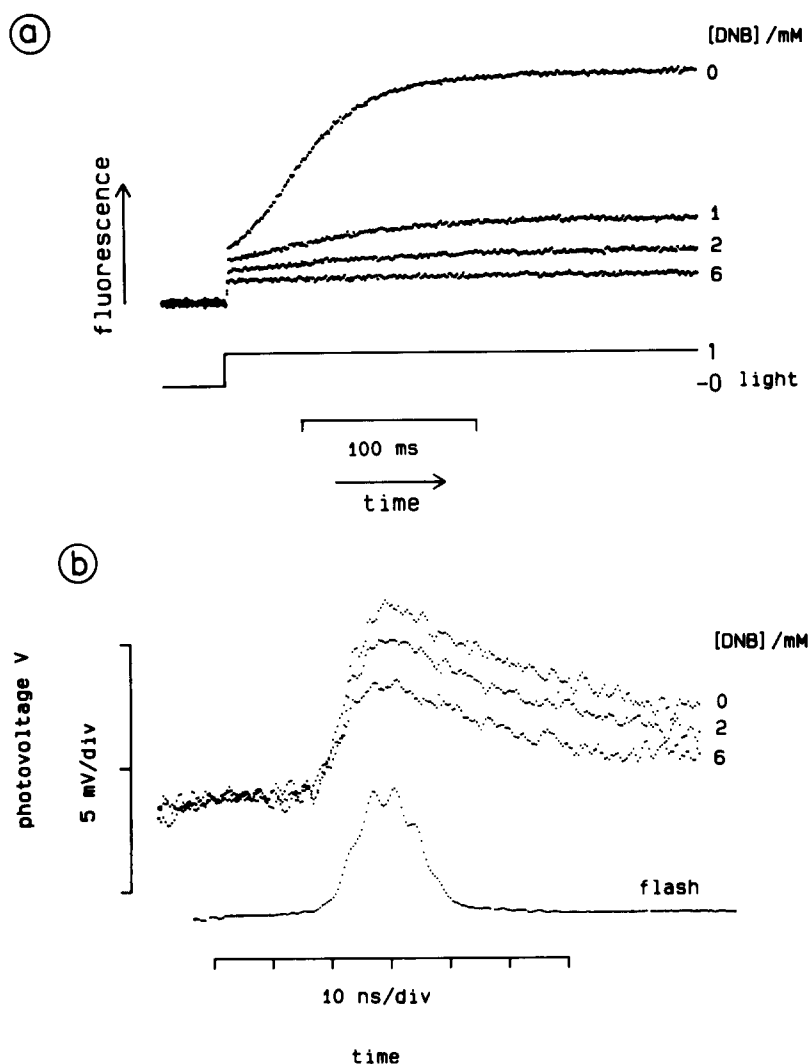 a
[DNB]/mM
0
fluorescence
1
2
6
1
-0 light
100 ms
time
b
[DNB]/mM
photovoltage V
5 mV/div
0
2
6
flash
10 ns/div
time